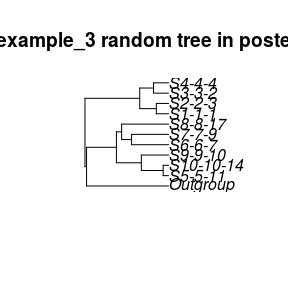 example_3 random tree in poste
S4-4-4
S3-3-2
S2-2-3
S1-1-1
S8-8-17
S7-7-9
S6-6-7
S9-9-10
S10-10-14
S5-5-11
Outgroup